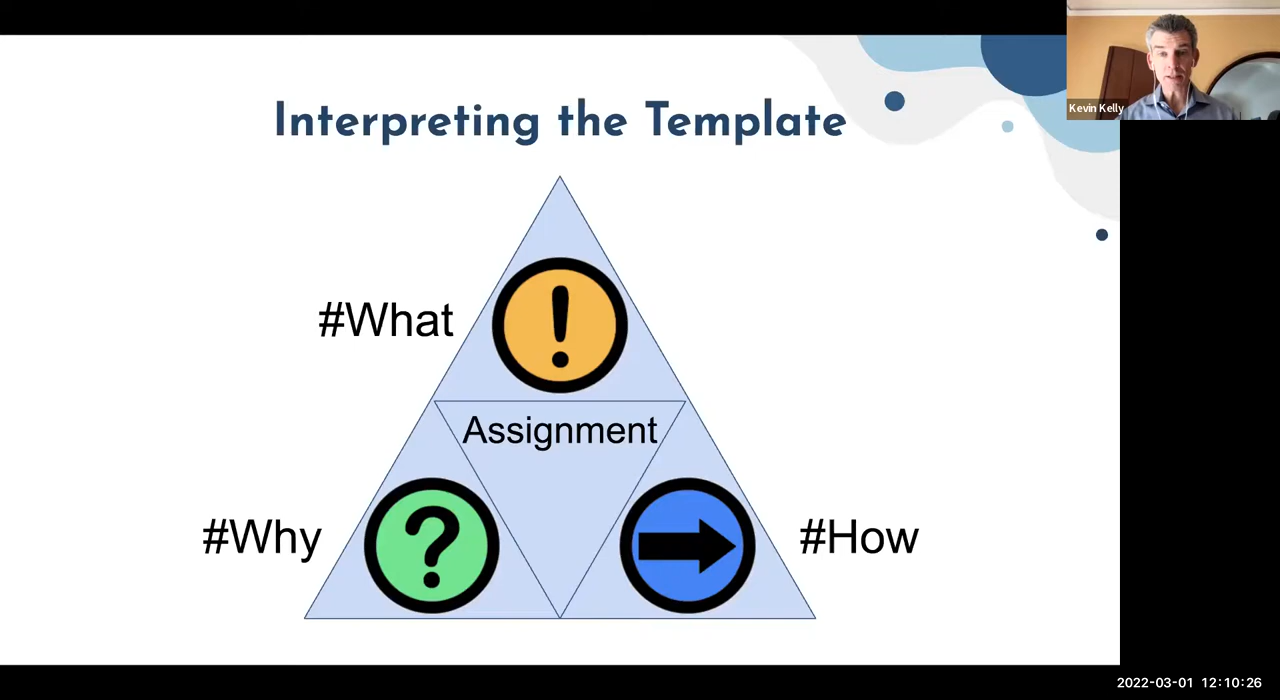 Interpreting the Template
Kevin Kelly
#What
Assignment
#Why
#How
2022-03-01 12:10:26